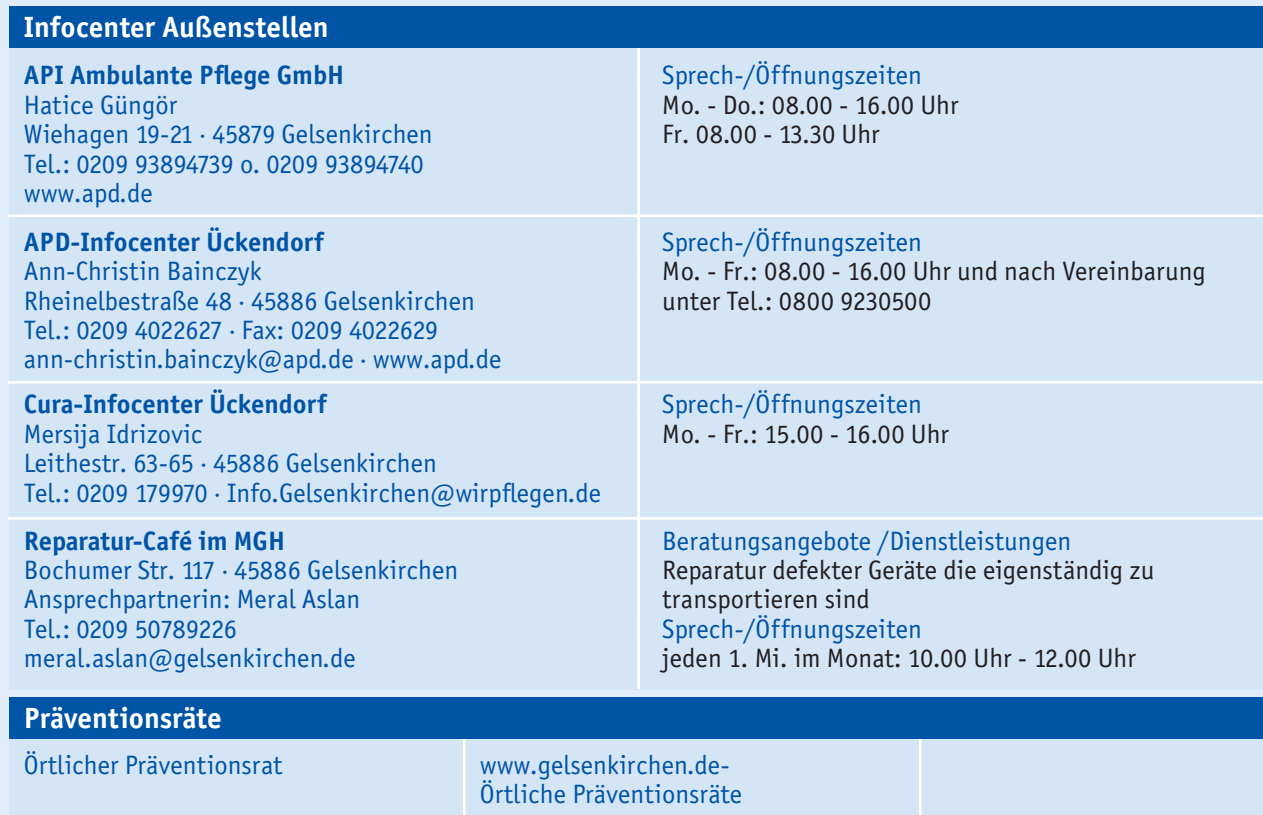 Infocenter Außenstellen
API Ambulante Pflege GmbH
Hatice Güngör
Wiehagen 19-21 · 45879 Gelsenkirchen
Tel.: 0209 93894739 o. 0209 93894740
www.apd.de
Sprech-/Öffnungszeiten
Mo. - Do.: 08.00 - 16.00 Uhr
Fr. 08.00 - 13.30 Uhr
APD-Infocenter Ückendorf
Ann-Christin Bainczyk
Rheinelbestraße 48 · 45886 Gelsenkirchen
Tel.: 0209 4022627 · Fax: 0209 4022629
ann-christin.bainczyk@apd.de · www.apd.de
Sprech-/Öffnungszeiten
Mo. - Fr.: 08.00 - 16.00 Uhr und nach Vereinbarung
unter Tel.: 0800 9230500
Cura-Infocenter Ückendorf
Mersija Idrizovic
Leithestr. 63-65 · 45886 Gelsenkirchen
Tel.: 0209 179970 · Info.Gelsenkirchen@wirpflegen.de
Sprech-/Öffnungszeiten
Mo. - Fr.: 15.00 - 16.00 Uhr
Reparatur-Café im MGH
Bochumer Str. 117 · 45886 Gelsenkirchen
Ansprechpartnerin: Meral Aslan
Tel.: 0209 50789226
meral.aslan@gelsenkirchen.de
Beratungsangebote /Dienstleistungen
Reparatur defekter Geräte die eigenständig zu
transportieren sind
Sprech-/Öffnungszeiten
jeden 1. Mi. im Monat: 10.00 Uhr - 12.00 Uhr
Präventionsräte
Örtlicher Präventionsrat
www.gelsenkirchen.de-
Örtliche Präventionsräte